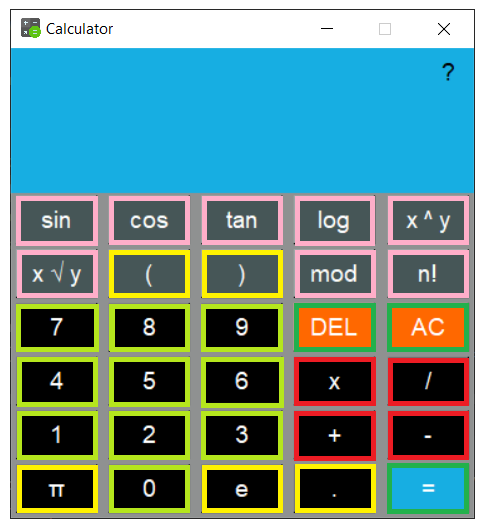 Calculator
?
sin cos tan log x ^ y
x √ y ( ) mod n!
7 8 9 DEL AC
4 5 6 x /
1 2 3 + -
π 0 e . =